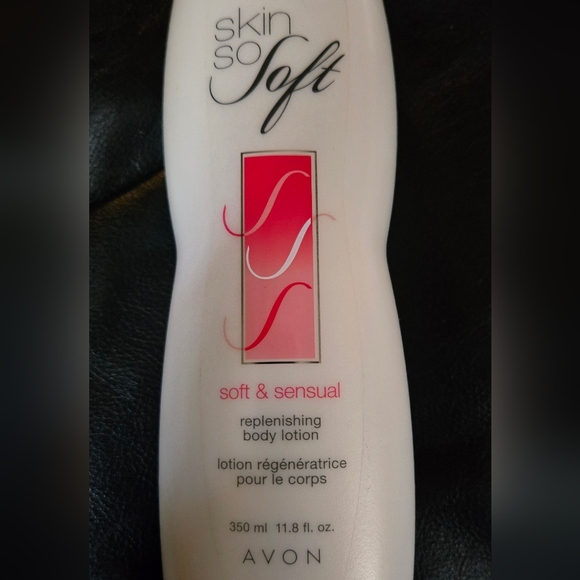 skin
so
Soft
soft & sensual
replenishing
body lotion
lotion régénératrice
pour le corps
350 ml 11.8 fl. oz.
AVON